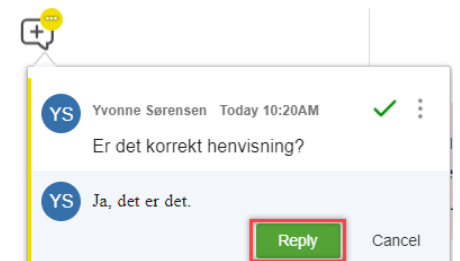 YS Yvonne Sørensen Today 10:20AM
Er det korrekt henvisning?
YS Ja, det er det.
Reply Cancel